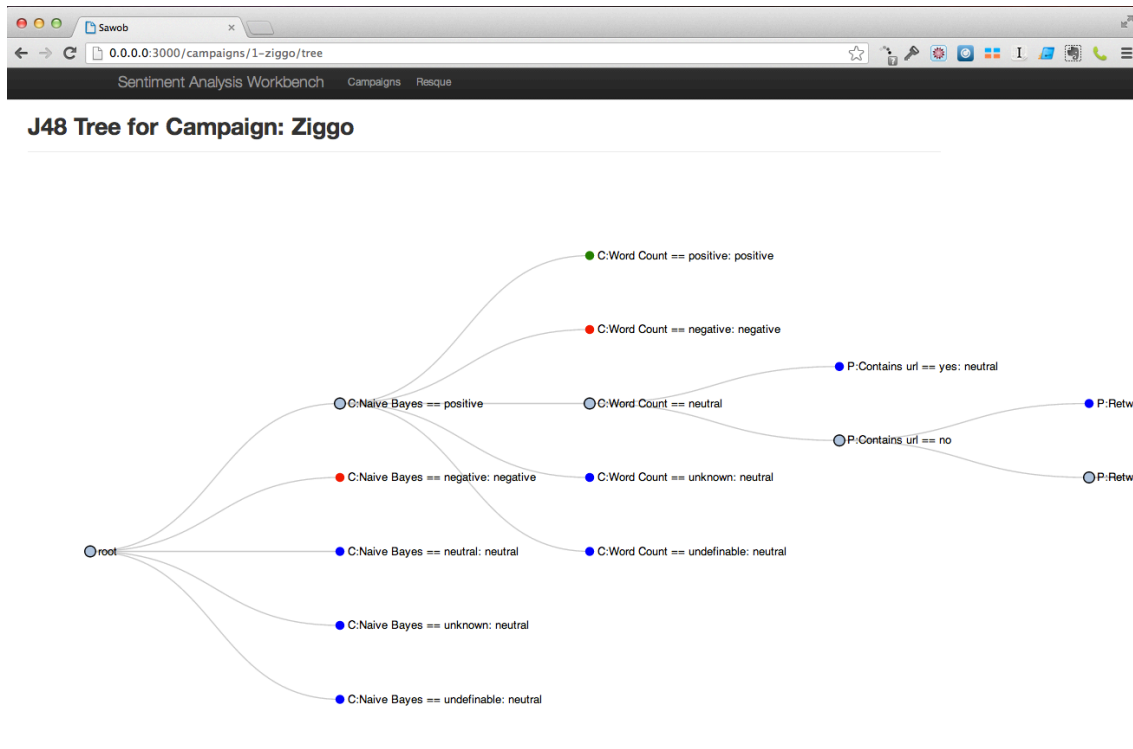 Sawob
0.0.0.0:3000/campaigns/1-ziggo/tree
Sentiment Analysis Workbench Campaigns Resque
J48 Tree for Campaign: Ziggo
C:Word Count == positive: positive
C:Word Count == negative: negative
P:Contains url == yes: neutral
C:Naive Bayes == positive C:Word Count == neutral P:Retw
P:Contains url == no
C:Naive Bayes == negative: negative C:Word Count == unknown: neutral P:Retw
root C:Naive Bayes == neutral: neutral C:Word Count == undefinable: neutral
C:Naive Bayes == unknown: neutral
C:Naive Bayes == undefinable: neutral